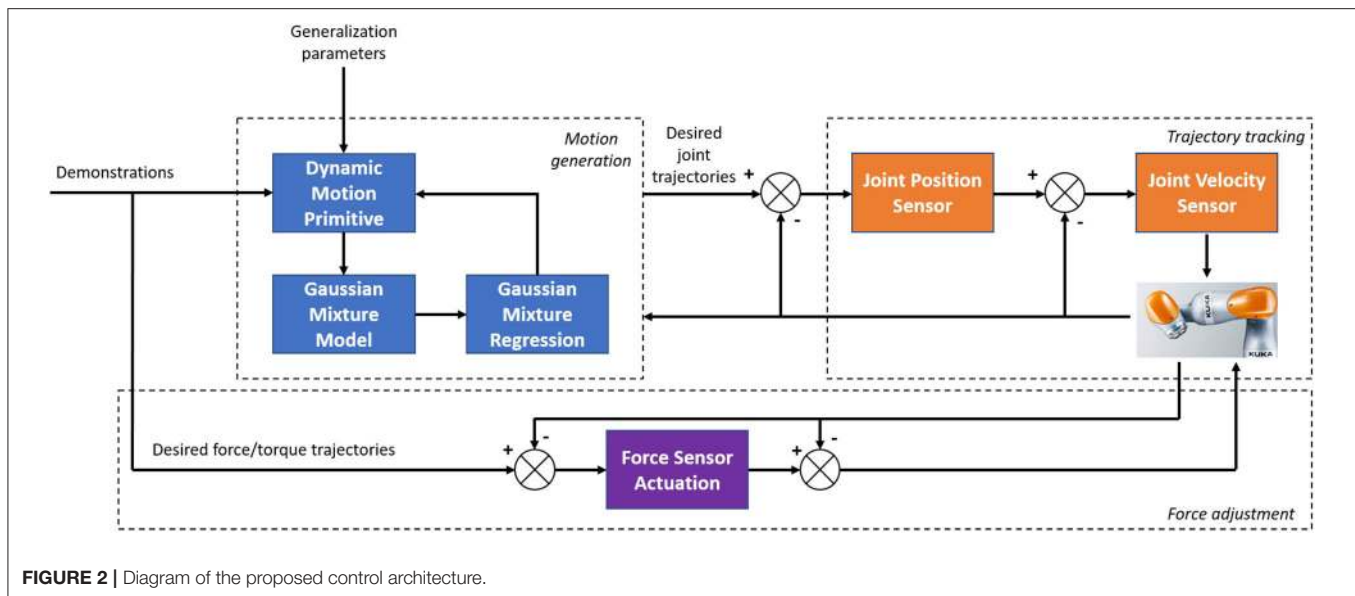 Generalization
parameters
Motion
generation
Desired
joint
trajectories
Trajectory tracking
Demonstrations
Dynamic
Motion
Primitive
+
-
Joint Position
Sensor
+
-
Joint Velocity
Sensor
Gaussian
Mixture
Model
Gaussian
Mixture
Regression
KUKA
KUKA
Desired force/torque trajectories
+
-
Force Sensor
Actuation
+
-
Force adjustment
FIGURE 2 | Diagram of the proposed control architecture.